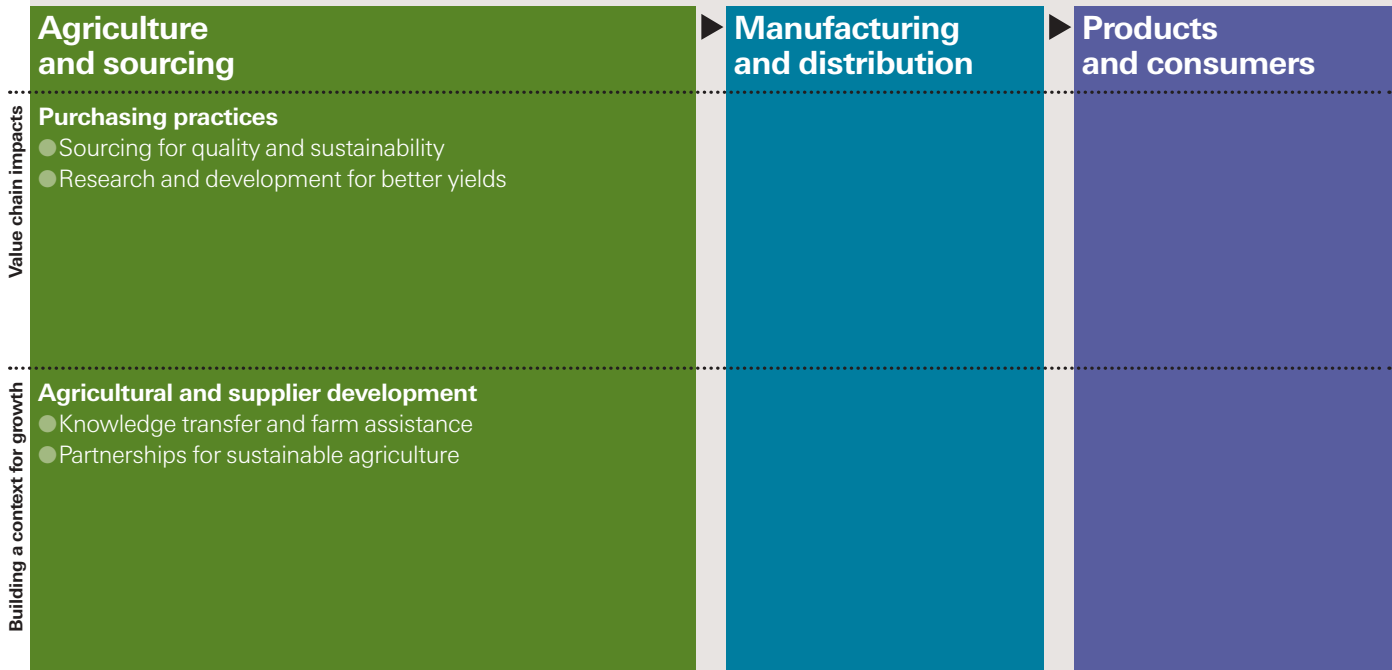 Agriculture
and sourcing
Manufacturing
and distribution
Products
and consumers
Value chain impacts
Purchasing practices
Sourcing for quality and sustainability
Research and development for better yields
Building a context for growth
Agricultural and supplier development
Knowledge transfer and farm assistance
Partnerships for sustainable agriculture